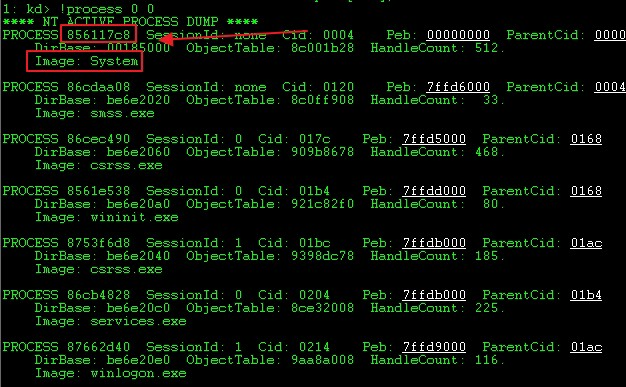 1: kd> !process 0 0
**** NT ACTIVE PROCESS DUMP ****
PROCESS 856117c8 SessionId: none Cid: 0004 Peb: 00000000 ParentCid: 0000
DirBase: 00185000 ObjectTable: 8c001b28 HandleCount: 512.
Image: System
PROCESS 86cdaa08 SessionId: none Cid: 0120 Peb: 7ffd6000 ParentCid: 0004
DirBase: be6e2020 ObjectTable: 8c0ff908 HandleCount: 33.
Image: smss.exe
PROCESS 86cec490 SessionId: 0 Cid: 017c Peb: 7ffd5000 ParentCid: 0168
DirBase: be6e2060 ObjectTable: 909b8678 HandleCount: 468.
Image: csrss.exe
PROCESS 8561e538 SessionId: 0 Cid: 01b4 Peb: 7ffdd000 ParentCid: 0168
DirBase: be6e20a0 ObjectTable: 921c82f0 HandleCount: 80.
Image: wininit.exe
PROCESS 8753f6d8 SessionId: 1 Cid: 01bc Peb: 7ffdb000 ParentCid: 01ac
DirBase: be6e2040 ObjectTable: 9398dc78 HandleCount: 185.
Image: csrss.exe
PROCESS 86cb4828 SessionId: 0 Cid: 0204 Peb: 7ffdb000 ParentCid: 01b4
DirBase: be6e20c0 ObjectTable: 8ce32008 HandleCount: 225.
Image: services.exe
PROCESS 87662d40 SessionId: 1 Cid: 0214 Peb: 7ffd9000 ParentCid: 01ac
DirBase: be6e20e0 ObjectTable: 9aa8a008 HandleCount: 116.
Image: winlogon.exe